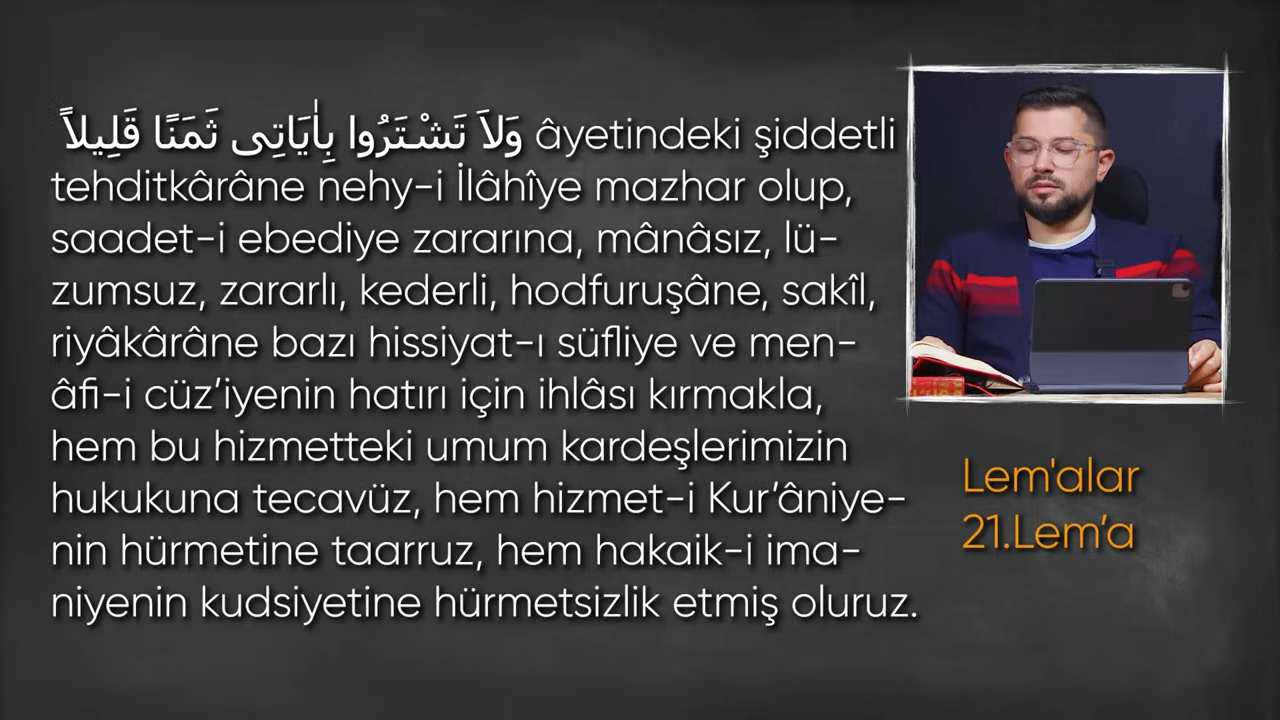 وَلاَ تَشْتَرُوا بِاٰيَاتِى ثَمَنًا قَلِيلاً âyetindeki şiddetli
tehditkârâne nehy-i İlâhîye mazhar olup,
saadet-i ebediye zararına, mânâsız, lü-
zumsuz, zararlı, kederli, hodfuruşâne, sakîl,
riyâkârâne bazı hissiyat-ı süfliye ve men-
âfi-i cüz’iyenin hatırı için ihlâsı kırmakla,
hem bu hizmetteki umum kardeşlerimizin
hukukuna tecavüz, hem hizmet-i Kur’âniye-
nin hürmetine taarruz, hem hakaik-i ima-
niyenin kudsiyetine hürmetsizlik etmiş oluruz.
Lem'alar
21.Lem’a